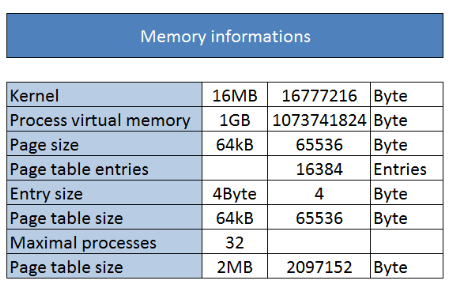 Memory informations
Kernel 16MB 16777216 Byte
Process virtual memory 1GB 1073741824 Byte
Page size 64kB 65536 Byte
Page table entries 16384 Entries
Entry size 4Byte 4 Byte
Page table size 64kB 65536 Byte
Maximal processes 32
Page table size 2MB 2097152 Byte